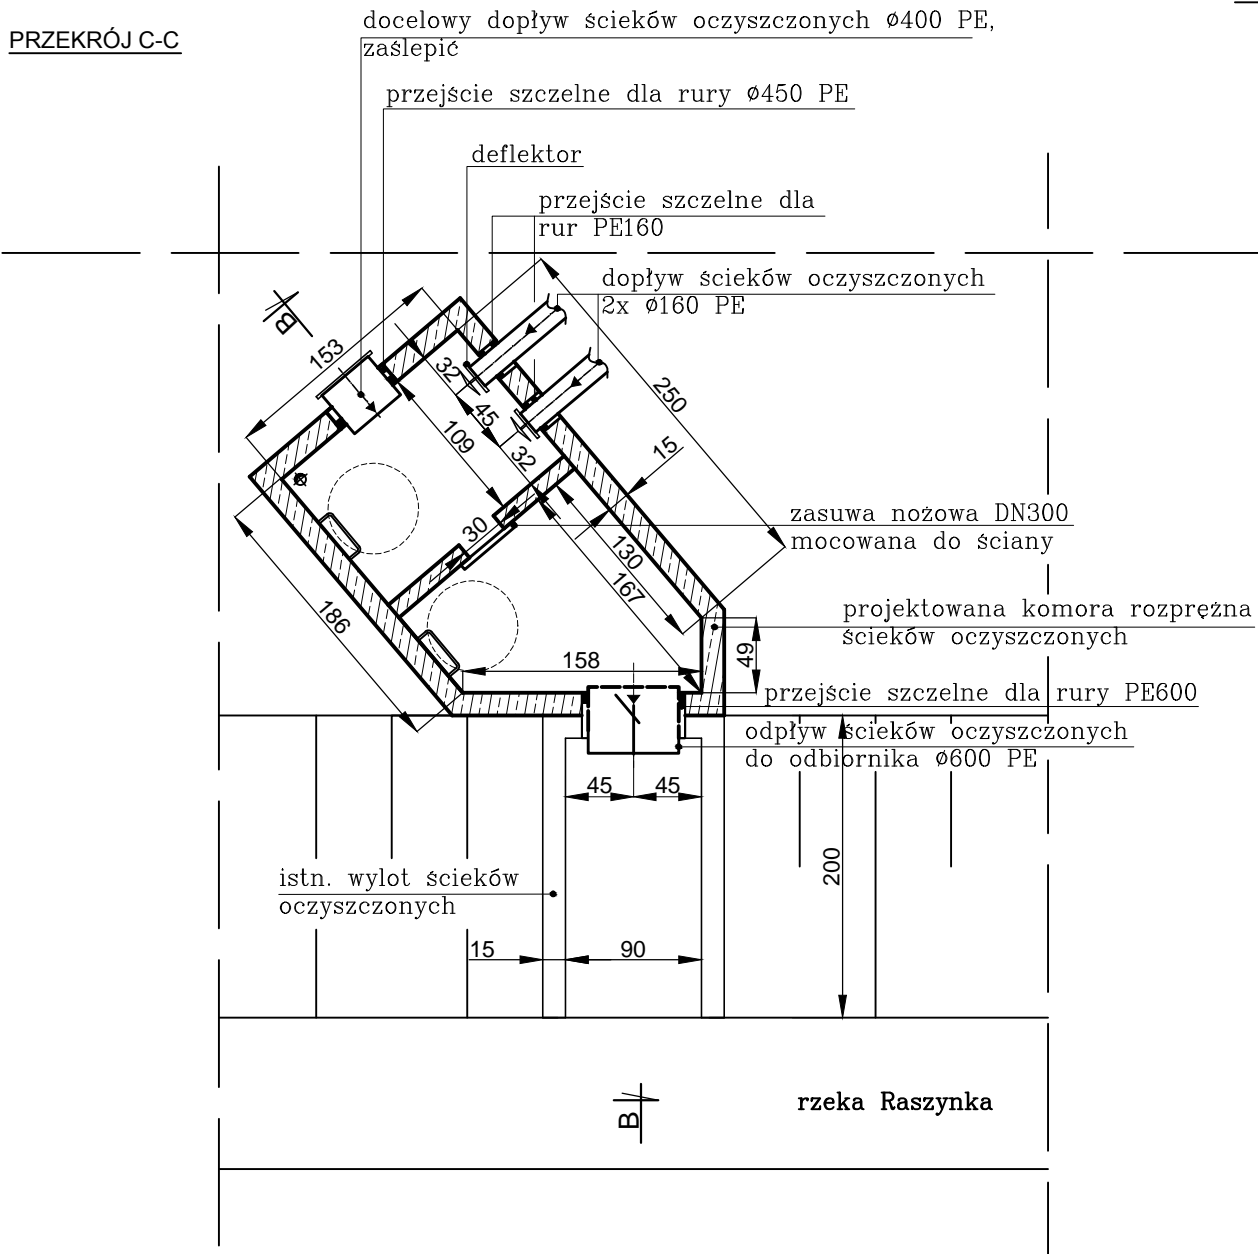 PRZEKRÓJ C-C
docelowy dopływ ścieków oczyszczonych ø400 PE,
zaślepić
przejście szczelne dla rury ø450 PE
deflektor
przejście szczelne dla
rur PE160
dopływ ścieków oczyszczonych
2x ø160 PE
B
153
32
45
32
109
250
15
30
130
167
186
zasuwa nożowa DN300
mocowana do ściany
projektowana komora rozprężna
ścieków oczyszczonych
158
49
przejście szczelne dla rury PE600
odpływ ścieków oczyszczonych
do odbiornika ø600 PE
45
45
200
istn. wylot ścieków
oczyszczonych
15
90
B
rzeka Raszynka